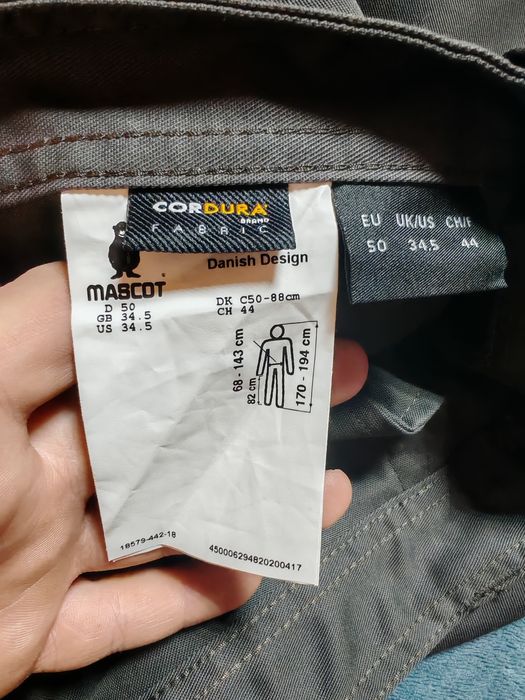 CORDURA
BRAND
FABRIC
EU UK/US CH/F
50 34.5 44
Danish Design
MASCOT
D 50
GB 34.5
US 34.5
DK C50-88cm
CH 44
68 - 143 cm
82 cm
170 - 194 cm
18579-442-18
450006294820200417